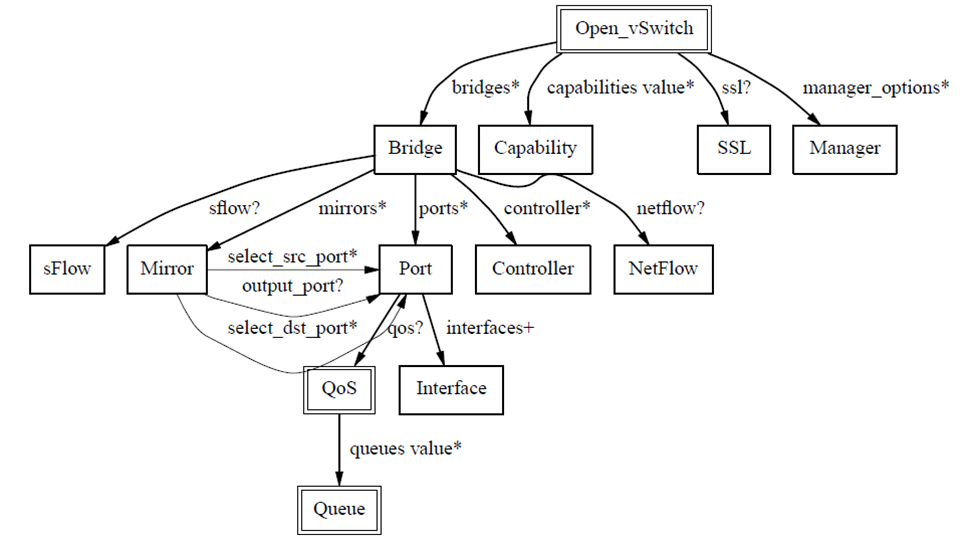 Open_vSwitch
bridges*
capabilities value*
ssl?
manager_options*
Bridge
Capability
SSL
Manager
sflow?
mirrors*
ports*
controller*
netflow?
sFlow
Mirror
select_src_port*
output_port?
Port
Controller
NetFlow
select_dst_port*
qos?
interfaces+
QoS
Interface
queues value*
Queue